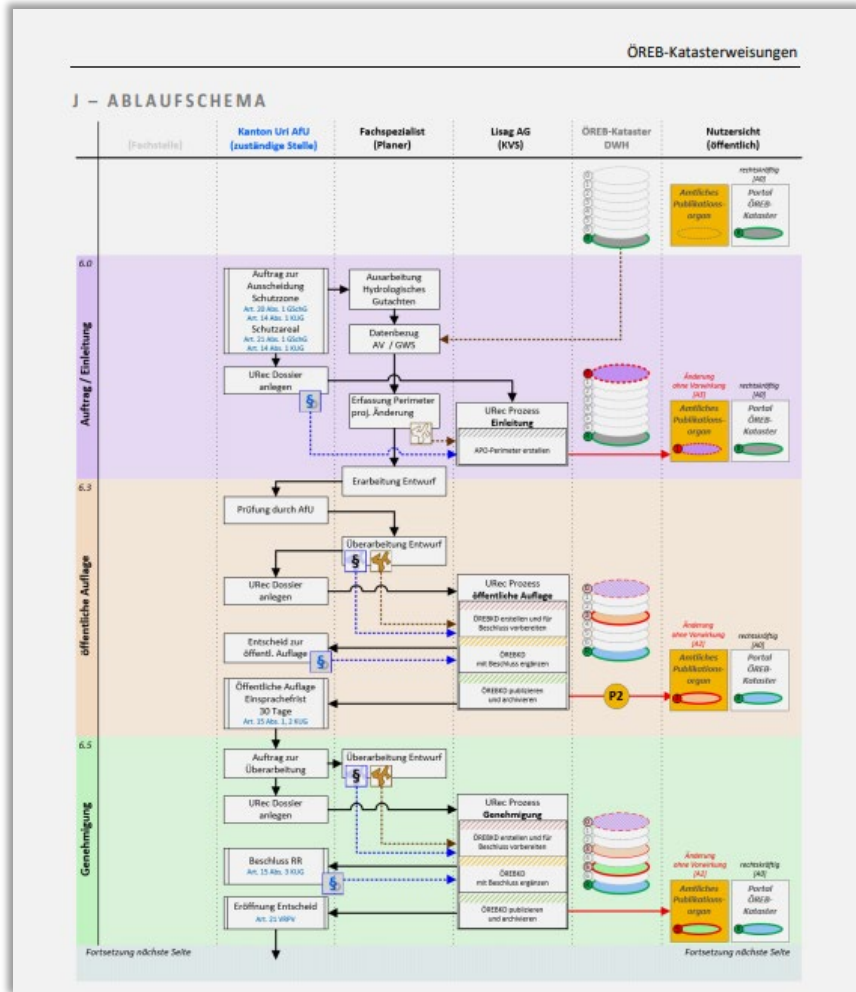 ÖREB-Katasterweisungen
J – ABLAUFSCHEMA
(Fachstelle)
Kanton Uri AfU
(zuständige Stelle)
Fachspezialist
(Planer)
Lisag AG
(KVS)
ÖREB-Kataster
DWH
Nutzersicht
(öffentlich)
rechtskräftig
[A0]
Amtliches
Publikations-
organ
Portal
ÖREB-
Kataster
6.0
Auftrag / Einleitung
Auftrag zur
Ausscheidung
Schutzzone
Art. 20 Abs. 1 GSchG
Art. 14 Abs. 1 KUG
Schutzareal
Art. 21 Abs. 1 GSchG
Art. 14 Abs. 1 KUG
Ausarbeitung
Hydrologisches
Gutachten
Datenbezug
AV / GWS
URec Dossier
anlegen
§
Erfassung Perimeter
proj. Änderung
URec Prozess
Einleitung
APO-Perimeter erstellen
Änderung
ohne Vorwirkung
rechtskräftig
[A0]
Amtliches
Publikations-
organ
Portal
ÖREB-
Kataster
6.3
öffentliche Auflage
Erarbeitung Entwurf
Prüfung durch AfU
Überarbeitung Entwurf
§
URec Dossier
anlegen
URec Prozess
öffentliche Auflage
ÖREBKD erstellen und für
Beschluss vorbereiten
Entscheid zur
öffentl. Auflage
§
ÖREBKD
mit Beschluss ergänzen
Öffentliche Auflage
Einsprachefrist
30 Tage
Art. 15 Abs. 1, 2 KUG
ÖREBKD publizieren
und archivieren
P2
Änderung
ohne Vorwirkung
[A2]
rechtskräftig
[A0]
Amtliches
Publikations-
organ
Portal
ÖREB-
Kataster
6.5
Genehmigung
Auftrag zur
Überarbeitung
Überarbeitung Entwurf
§
URec Dossier
anlegen
URec Prozess
Genehmigung
ÖREBKD erstellen und für
Beschluss vorbereiten
Beschluss RR
Art. 15 Abs. 3 KUG
§
ÖREBKD
mit Beschluss ergänzen
Eröffnung Entscheid
Art. 21 VRPV
ÖREBKD publizieren
und archivieren
Änderung
ohne Vorwirkung
[A2]
rechtskräftig
[A0]
Amtliches
Publikations-
organ
Portal
ÖREB-
Kataster
Fortsetzung nächste Seite
Fortsetzung nächste Seite